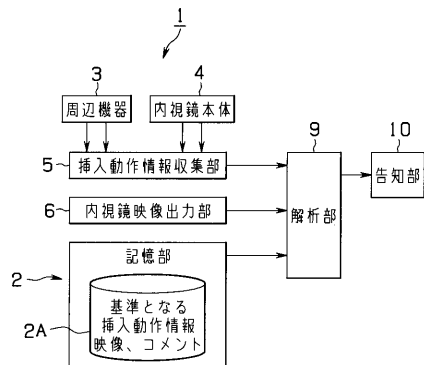 1
3
4
周辺機器
内視鏡本体
9
10
5
挿入動作情報収集部
告知部
6
内視鏡映像出力部
解析部
記憶部
2
2A
基準となる
挿入動作情報
映像、コメント